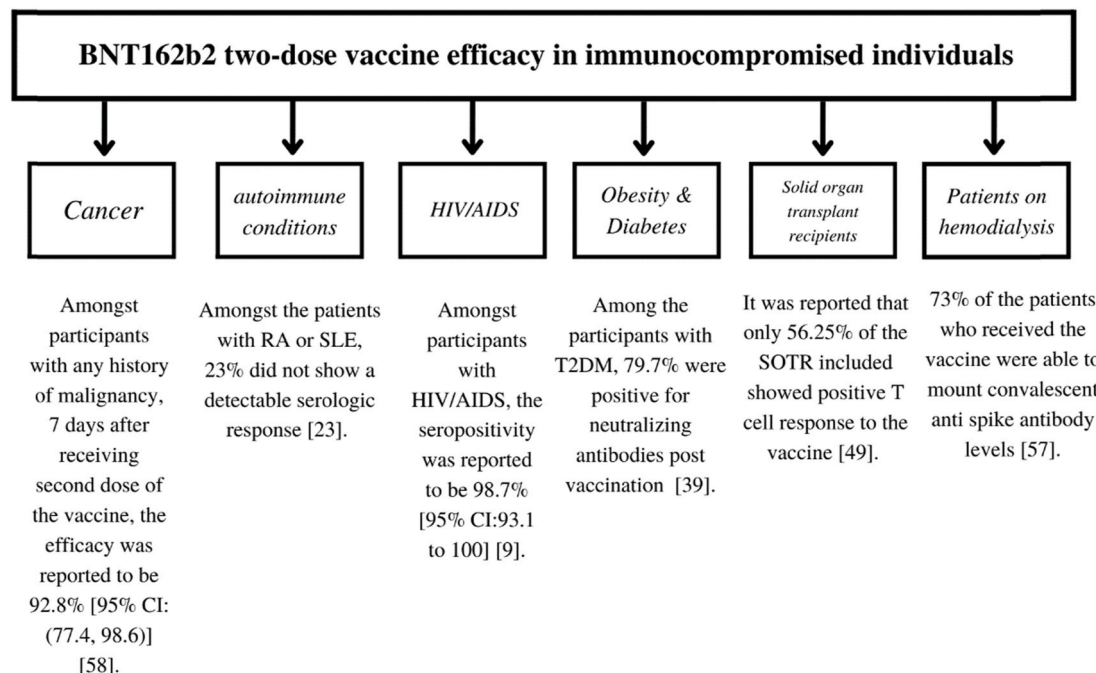 BNT162b2 two-dose vaccine efficacy in immunocompromised individuals
Cancer
Amongst
participants
with any history
of malignancy,
7 days after
receiving
second dose of
the vaccine, the
efficacy was
reported to be
92.8% [95% CI:
(77.4, 98.6)]
[58].
autoimmune
conditions
Amongst the patients
with RA or SLE,
23% did not show a
detectable serologic
response [23].
HIV/AIDS
Amongst
participants
with
HIV/AIDS, the
seropositivity
was reported
to be 98.7%
[95% CI:93.1
to 100] [9].
Obesity &
Diabetes
Among the
participants with
T2DM, 79.7% were
positive for
neutralizing
antibodies post
vaccination [39].
Solid organ
transplant
recipients
It was reported that
only 56.25% of the
SOTR included
showed positive T
cell response to the
vaccine [49].
Patients on
hemodialysis
73% of the patients
who received the
vaccine were able to
mount convalescent
anti spike antibody
levels [57].